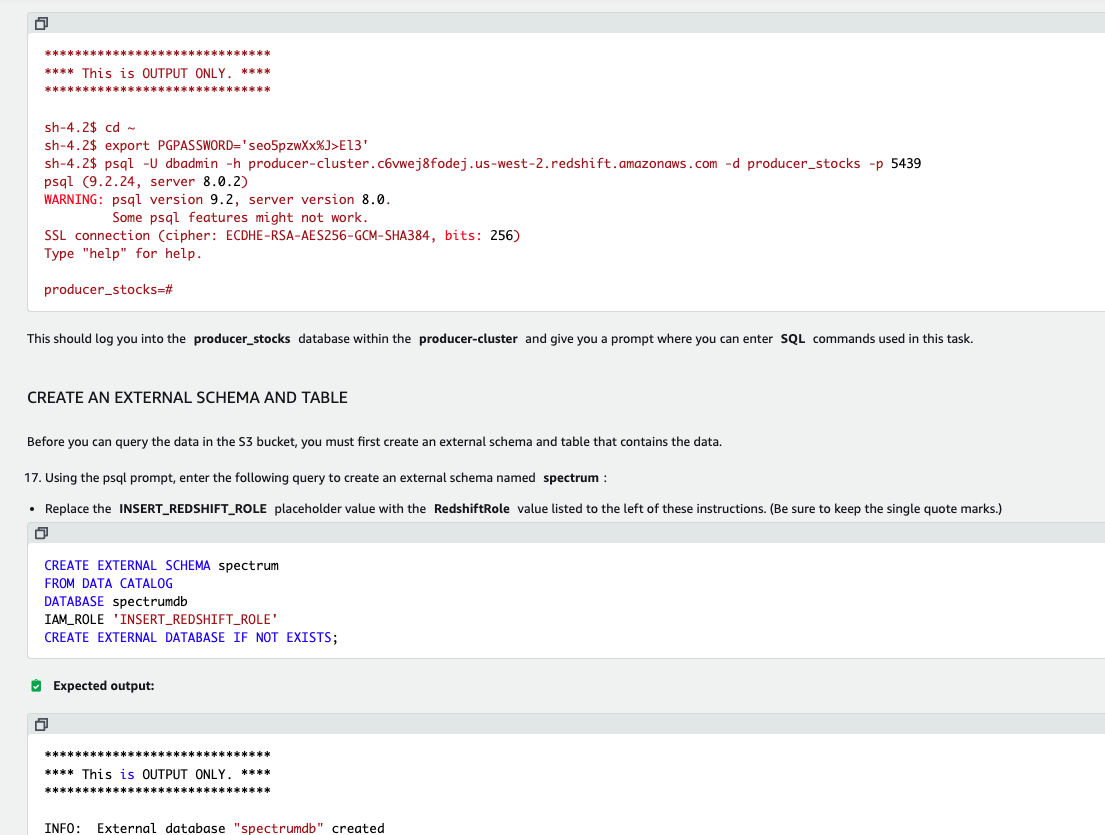 ******************************
**** This is OUTPUT ONLY. ****
******************************
sh-4.2$ cd ~
sh-4.2$ export PGPASSWORD='seo5pzwXx%J>El3'
sh-4.2$ psql -U dbadmin -h producer-cluster.c6vwej8fodej.us-west-2.redshift.amazonaws.com -d producer_stocks -p 5439
psql (9.2.24, server 8.0.2)
WARNING: psql version 9.2, server version 8.0.
         Some psql features might not work.
SSL connection (cipher: ECDHE-RSA-AES256-GCM-SHA384, bits: 256)
Type "help" for help.
producer_stocks=#
This should log you into the producer_stocks database within the producer-cluster and give you a prompt where you can enter SQL commands used in this task.
CREATE AN EXTERNAL SCHEMA AND TABLE
Before you can query the data in the S3 bucket, you must first create an external schema and table that contains the data.
17. Using the psql prompt, enter the following query to create an external schema named spectrum :
• Replace the INSERT_REDSHIFT_ROLE placeholder value with the RedshiftRole value listed to the left of these instructions. (Be sure to keep the single quote marks.)
CREATE EXTERNAL SCHEMA spectrum
FROM DATA CATALOG
DATABASE spectrumdb
IAM_ROLE 'INSERT_REDSHIFT_ROLE'
CREATE EXTERNAL DATABASE IF NOT EXISTS;
Expected output:
******************************
**** This is OUTPUT ONLY. ****
******************************
INFO:  External database "spectrumdb" created